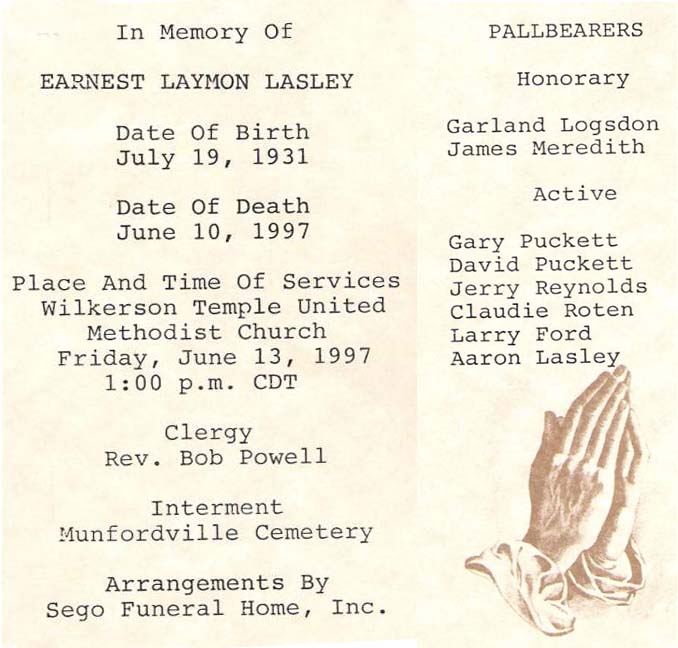 In Memory Of
EARNEST LAYMON LASLEY
Date Of Birth
July 19, 1931
Date Of Death
June 10, 1997
Place And Time Of Services
Wilkerson Temple United
Methodist Church
Friday, June 13, 1997
1:00 p.m. CDT
Clergy
Rev. Bob Powell
Interment
Munfordville Cemetery
Arrangements By
Sego Funeral Home, Inc.
PALLBEARERS
Honorary
Garland Logsdon
James Meredith
Active
Gary Puckett
David Puckett
Jerry Reynolds
Claudie Roten
Larry Ford
Aaron Lasley